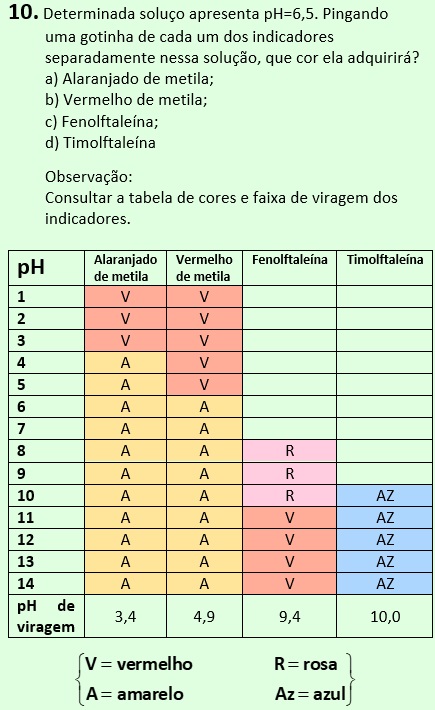 10. Determinada soluço apresenta pH=6,5. Pingando
uma gotinha de cada um dos indicadores
separadamente nessa solução, que cor ela adquirirá?
a) Alaranjado de metila;
b) Vermelho de metila;
c) Fenolftaleína;
d) Timolftaleína
Observação:
Consultar a tabela de cores e faixa de viragem dos
indicadores.
pH Alaranjado de metila Vermelho de metila Fenolftaleína Timolftaleína
1 V V
2 V V
3 V V
4 A V
5 A V
6 A A
7 A A
8 A A R
9 A A R
10 A A R AZ
11 A A V AZ
12 A A V AZ
13 A A V AZ
14 A A V AZ
pH de viragem 3,4 4,9 9,4 10,0
V = vermelho R = rosa
A = amarelo Az = azul